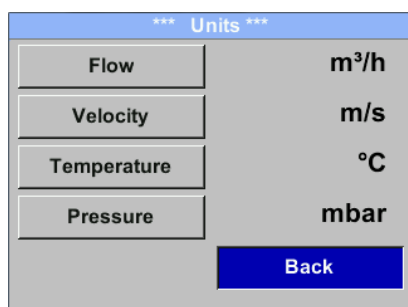 *** Units ***
Flow m³/h
Velocity m/s
Temperature °C
Pressure mbar
Back